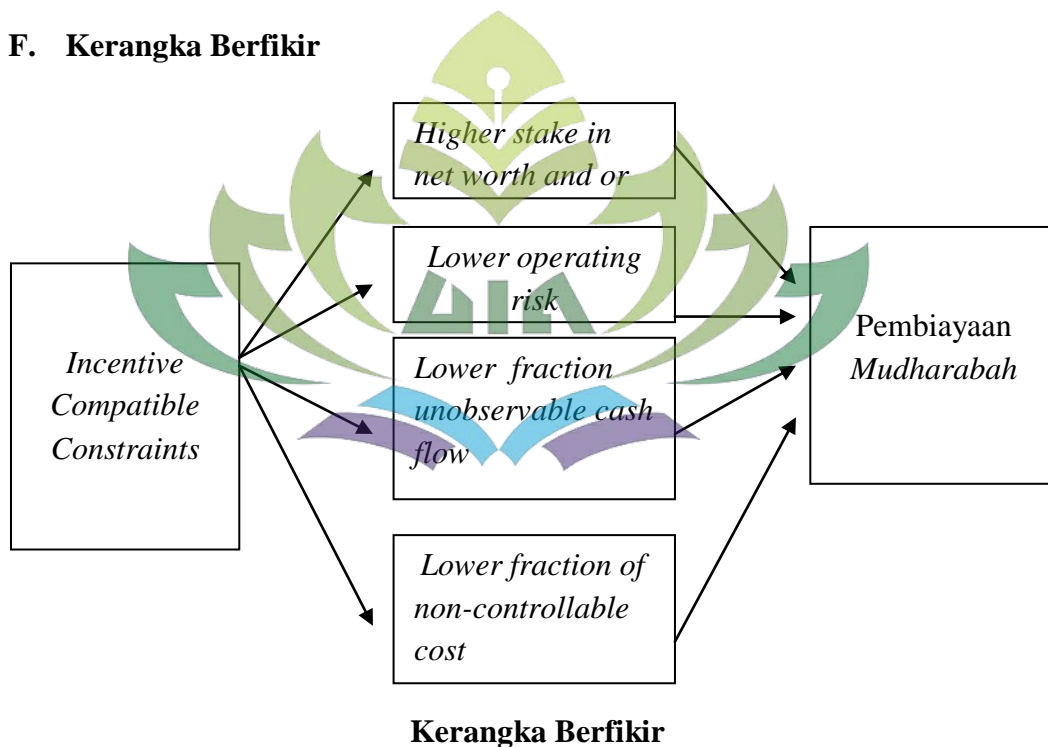 F. Kerangka Berfikir
Higher stake in
net worth and or
Lower operating
risk
Incentive
Compatible
Constraints
Lower fraction
unobservable cash
flow
Pembiayaan
Mudharabah
Lower fraction of
non-controllable
cost
UIN
Kerangka Berfikir